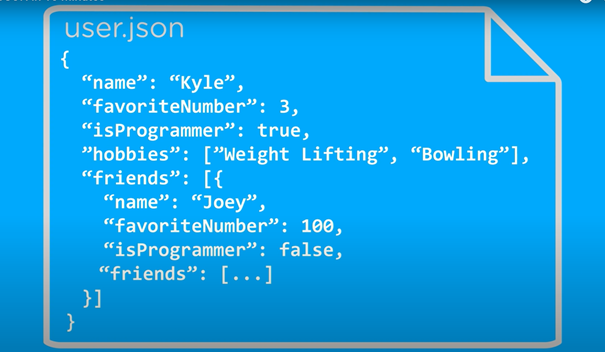 user.json
{
“name”: “Kyle”,
“favoriteNumber”: 3,
“isProgrammer”: true,
”hobbies”: [”Weight Lifting”, “Bowling”],
“friends”: [{
“name”: “Joey”,
“favoriteNumber”: 100,
“isProgrammer”: false,
“friends”: [...]
}]
}